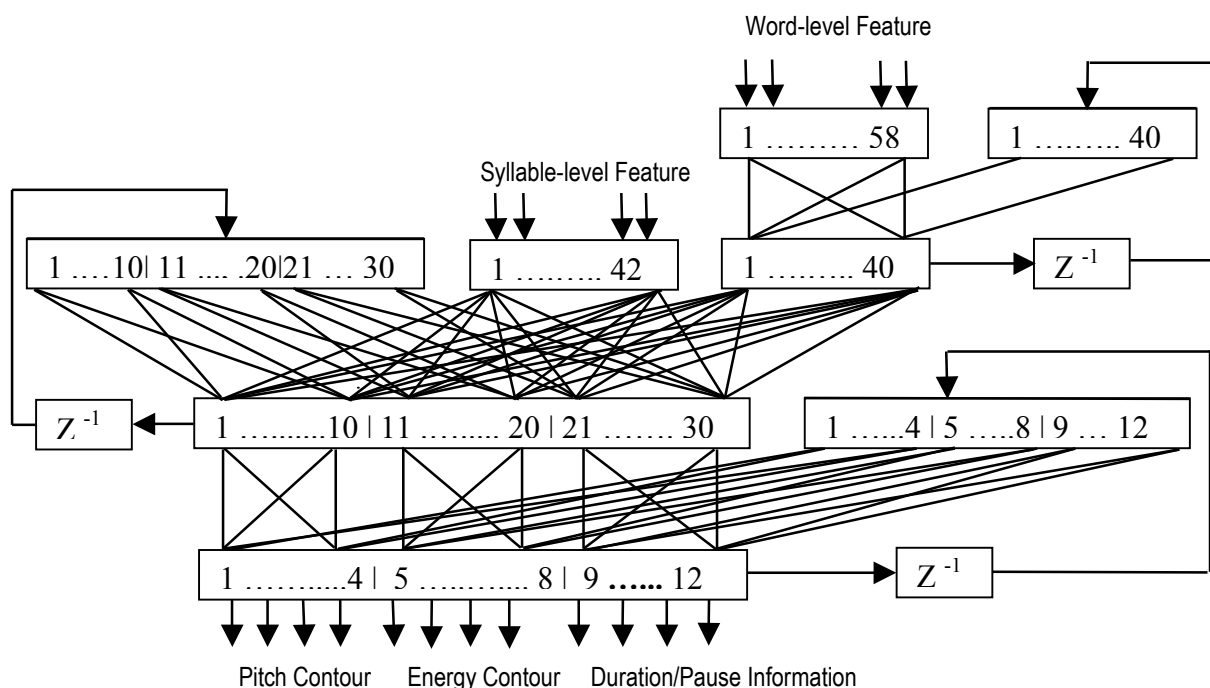 Word-level Feature
1 ……… 58
1 …….. 40
Syllable-level Feature
1 ….10| 11 .... .20|21 … 30
1 …..….. 42
1 …..….. 40
Z -1
Z -1
1 ….......10 | 11 ……..... 20 | 21 ……. 30
1 …...4 | 5 …..8 | 9 … 12
1 …….....4 | 5 ….……... 8 | 9 …... 12
Z -1
Pitch Contour Energy Contour Duration/Pause Information